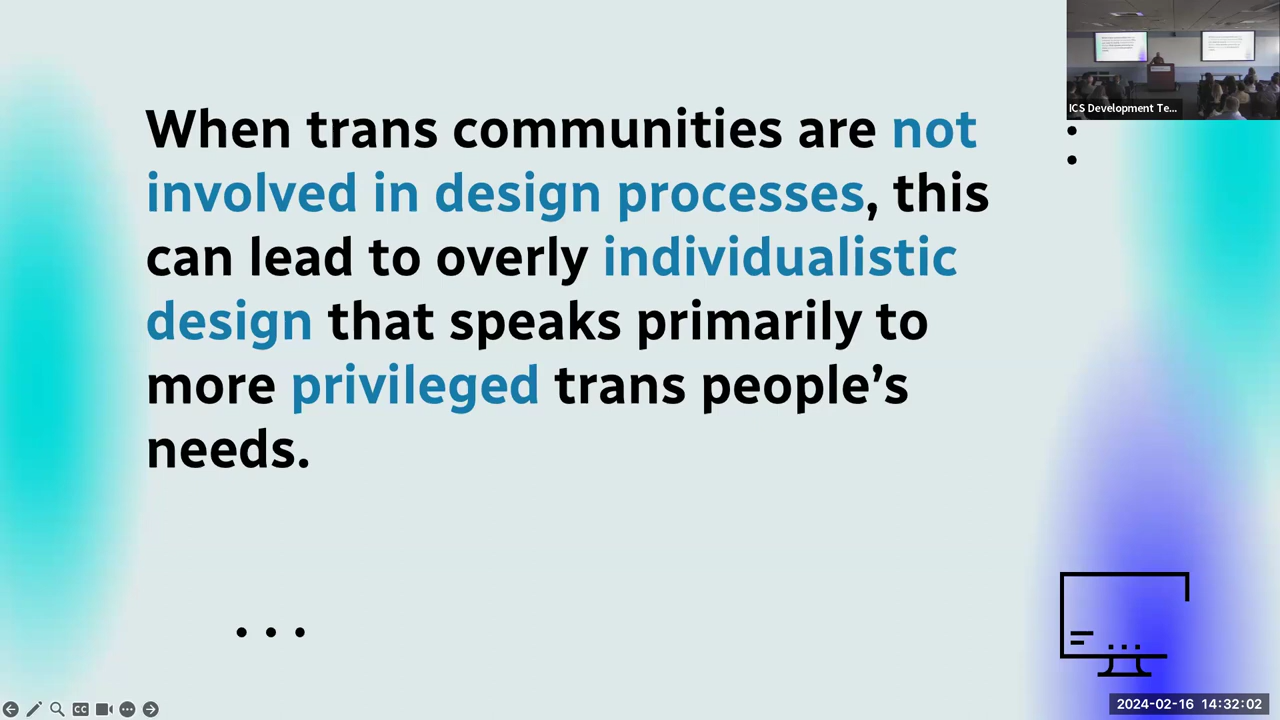 ICS Development Te...
When trans communities are not
involved in design processes, this
can lead to overly individualistic
design that speaks primarily to
more privileged trans people’s
needs.
CC
2024-02-16 14:32:02